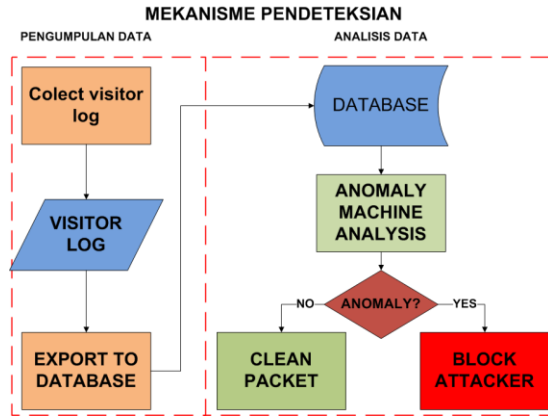 MEKANISME PENDETEKSIAN
PENGUMPULAN DATA
ANALISIS DATA
Colect visitor
log
VISITOR
LOG
EXPORT TO
DATABASE
DATABASE
ANOMALY
MACHINE
ANALYSIS
ANOMALY?
NO
YES
CLEAN
PACKET
BLOCK
ATTACKER